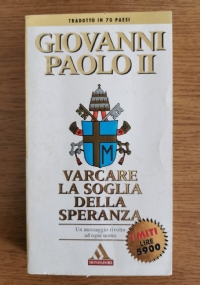 TRADOTTO IN 70 PAESI
GIOVANNI
PAOLO II
M
VARCARE
LA SOGLIA
DELLA
SPERANZA
Un messaggio rivolto
ad ogni uomo
MITI
LIRE
5900
MONDADORI